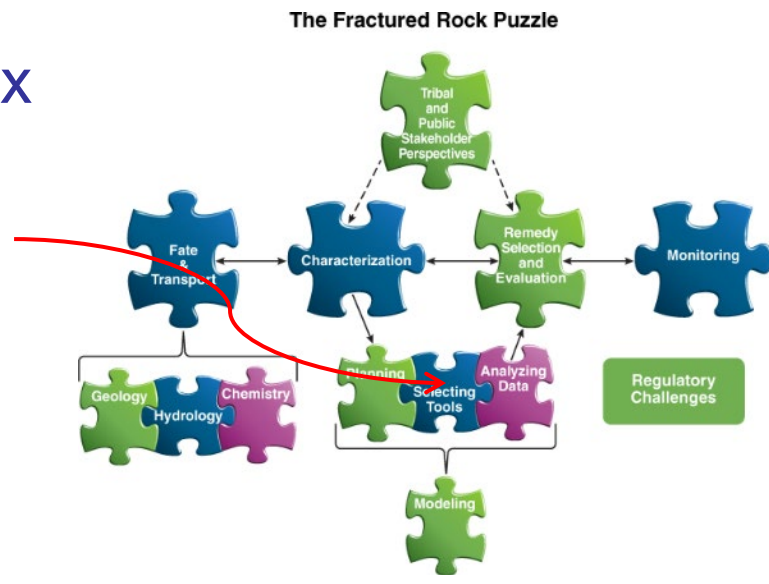 The Fractured Rock Puzzle
x
Tribal
and
Public
Stakeholder
Perspectives
Fate
&
Transport
Characterization
Remedy
Selection
and
Evaluation
Monitoring
Geology
Hydrology
Chemistry
Planning
Selecting
Tools
Analyzing
Data
Regulatory
Challenges
Modeling